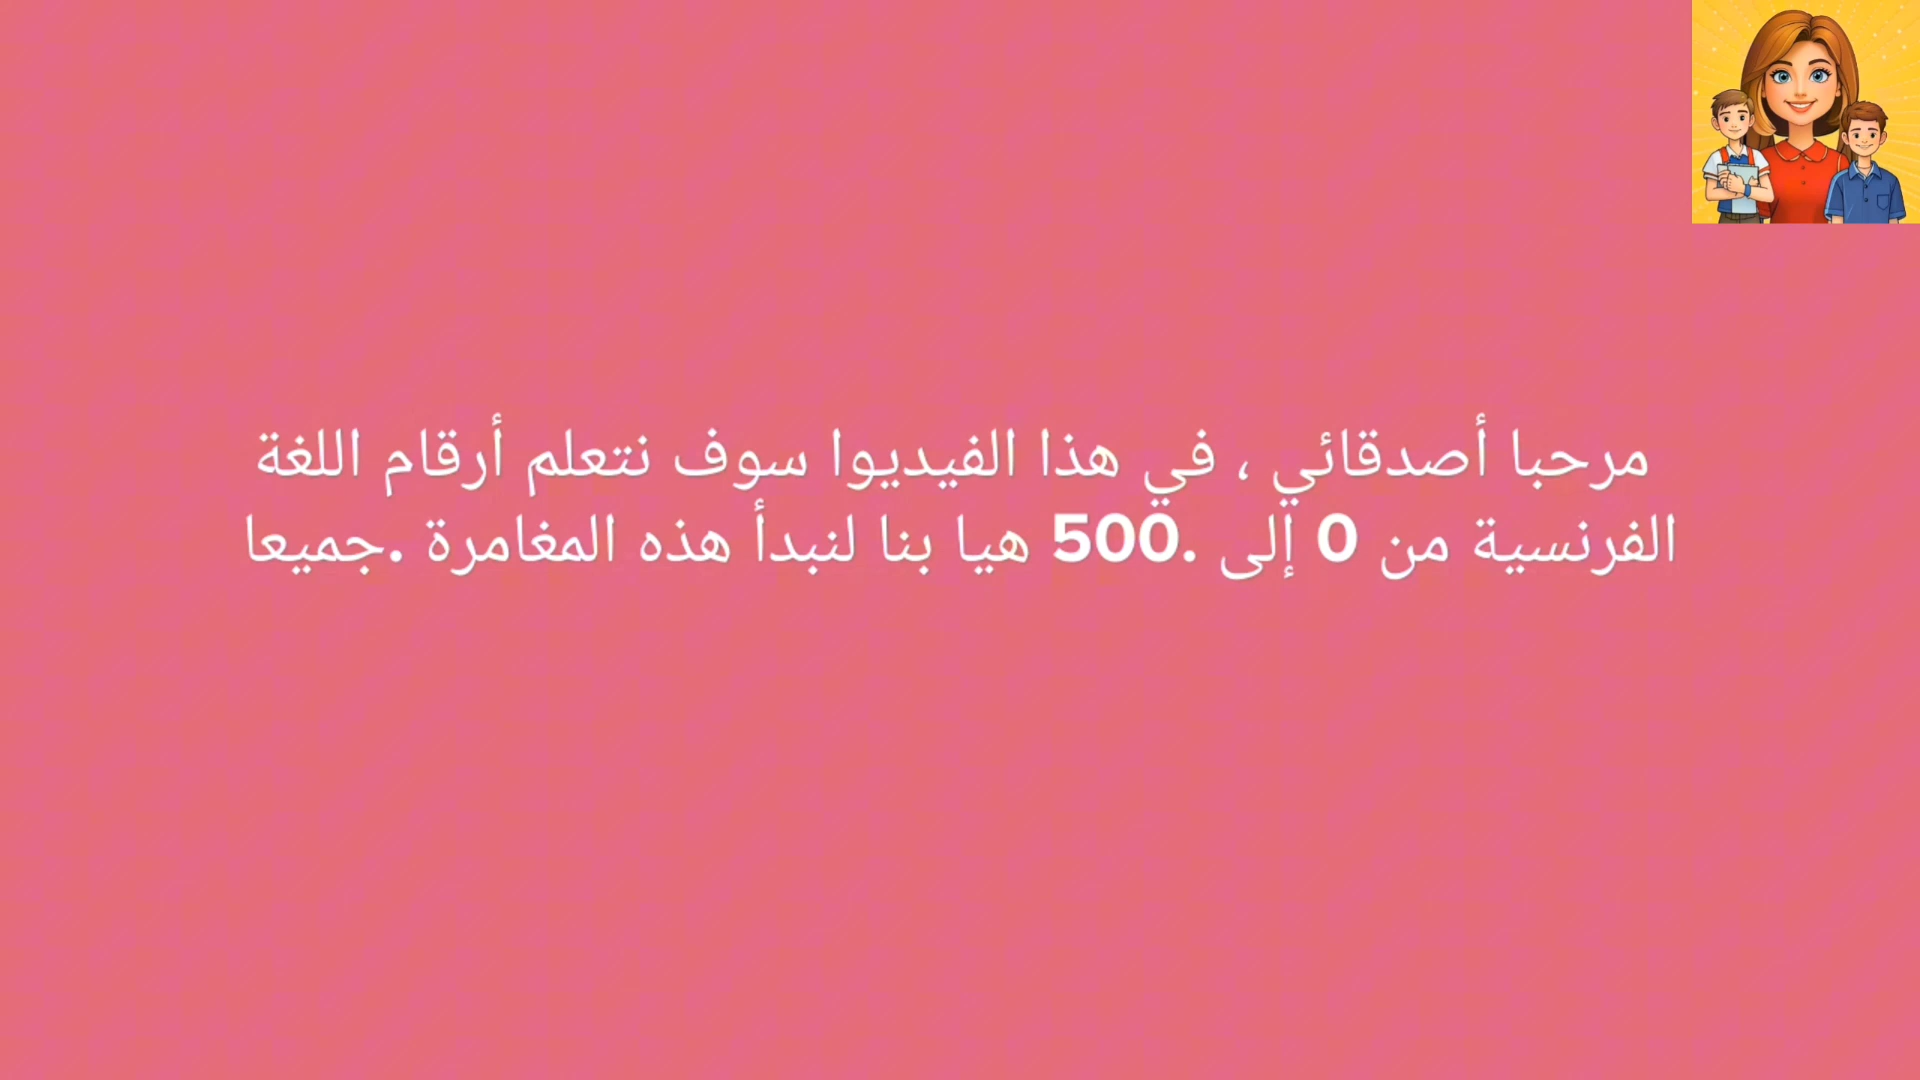 مرحبا أصدقائي ، في هذا الفيديوا سوف نتعلم أرقام اللغة
الفرنسية من 0 إلى .500 هيا بنا لنبدأ هذه المغامرة .جميعا